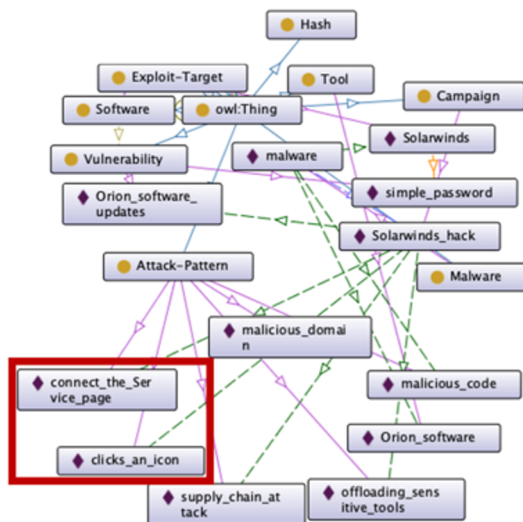 Hash
Exploit-Target
Tool
Software
owl:Thing
Campaign
Solarwinds
Vulnerability
malware
Orion_software_
updates
simple_password
Solarwinds_hack
Attack-Pattern
Malware
malicious_domai
n
connect_the_Ser
vice_page
malicious_code
Orion_software
clicks_an_icon
supply_chain_at
tack
offloading_sens
itive_tools